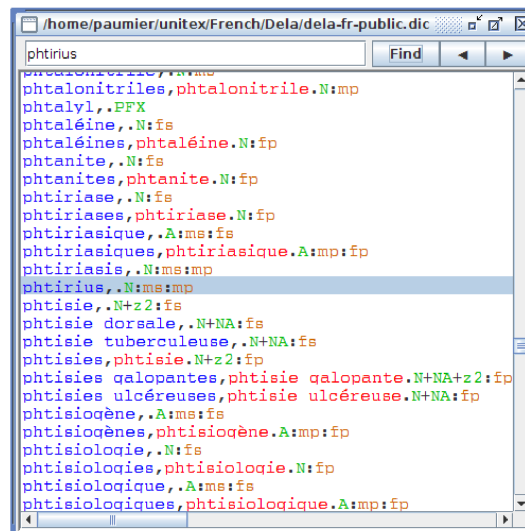 /home/paumier/unitex/French/Dela/dela-fr-public.dic
phtirius
Find
phtalonitrile,.N:ms
phtalonitriles,phtalonitrile.N:mp
phtalyl,.PFX
phtaléine,.N:fs
phtaléines,phtaléine.N:fp
phtanite,.N:fs
phtanites,phtanite.N:fp
phtiriase,.N:fs
phtiriases,phtiriase.N:fp
phtiriasique,.A:ms:fs
phtiriasiques,phtiriasique.A:mp:fp
phtiriasis,.N:ms:mp
phtirius,.N:ms:mp
phtisie,.N+z2:fs
phtisie dorsale,.N+NA:fs
phtisie tuberculeuse,.N+NA:fs
phtisies,phtisie.N+z2:fp
phtisies galopantes,phtisie galopante.N+NA+z2:fp
phtisies ulcéreuses,phtisie ulcéreuse.N+NA:fp
phtisiogène,.A:ms:fs
phtisiogènes,phtisiogène.A:mp:fp
phtisiologie,.N:fs
phtisiologies,phtisiologie.N:fp
phtisiologique,.A:ms:fs
phtisiologiques,phtisiologique.A:mp:fp